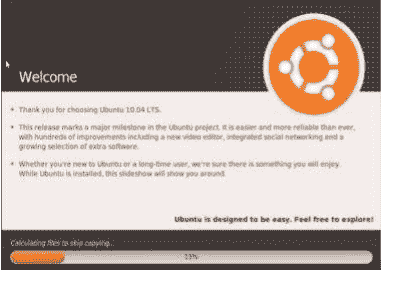 Welcome
Thank you for choosing Ubuntu 10.04 LTS.
This release marks a major milestone in the Ubuntu project. It is easier and more reliable than ever,
with hundreds of improvements including a new video editor, integrated social networking and a
growing selection of extra software.
Whether you're new to Ubuntu or a long-time user, we're sure there is something you will enjoy.
While Ubuntu is installed, this slideshow will show you around.
Ubuntu is designed to be easy. Feel free to explore!
Calculating files to skip copying...